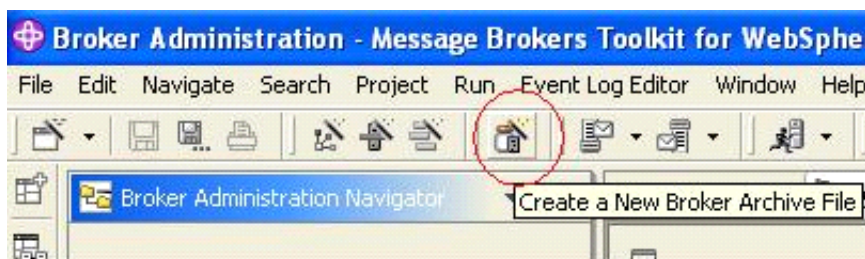 Broker Administration - Message Brokers Toolkit for WebSphe
File Edit Navigate Search Project Run Event Log Editor Window Help
Broker Administration Navigator
Create a New Broker Archive File